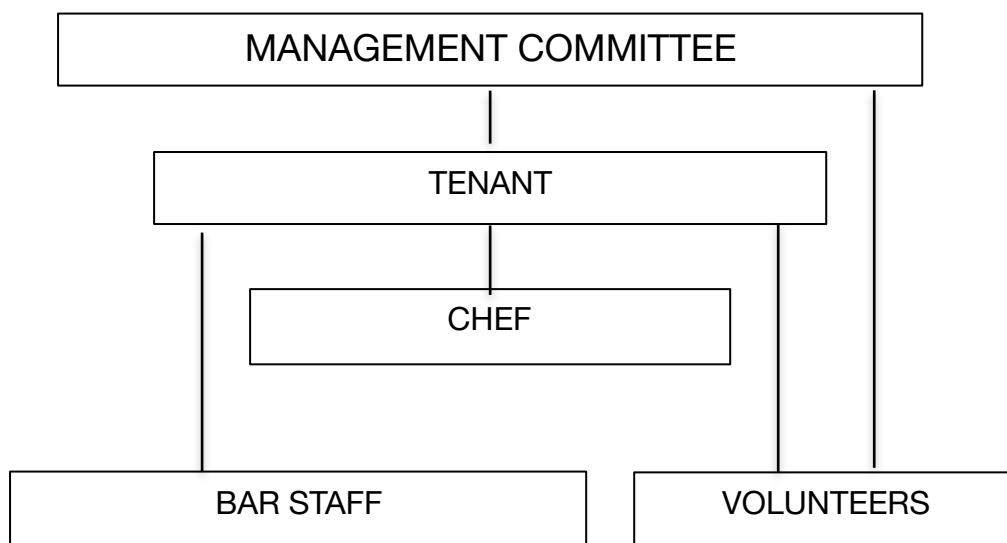 MANAGEMENT COMMITTEE
TENANT
CHEF
BAR STAFF
VOLUNTEERS